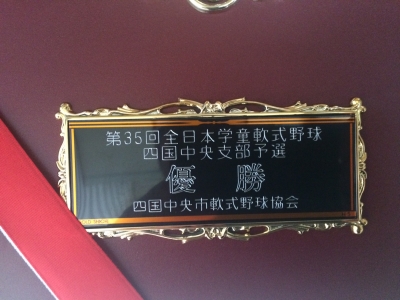 第35回全日本学童軟式野球
四国中央支部予選
優 勝
四国中央市軟式野球協会